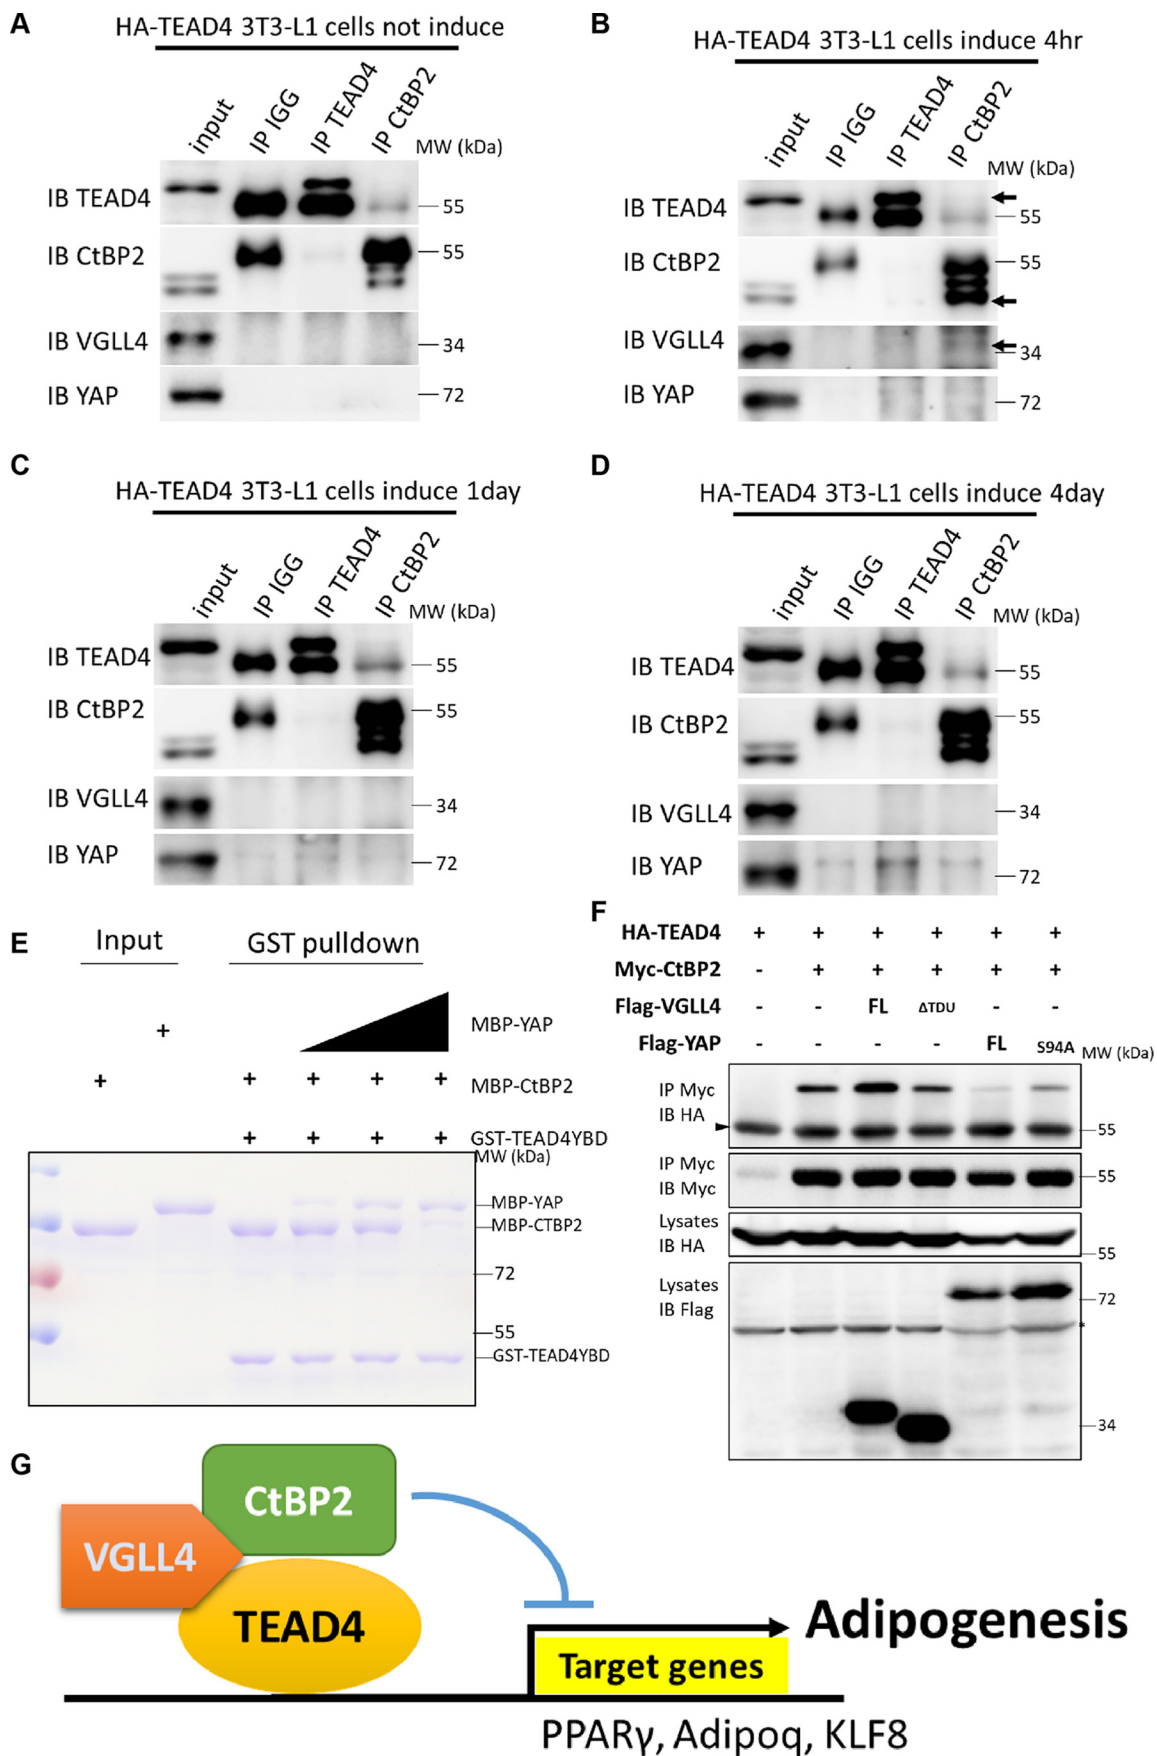 A
HA-TEAD4 3T3-L1 cells not induce
input
IP IGG
IP TEAD4
IP CtBP2
MW (kDa)
IB TEAD4
55
IB CtBP2
55
IB VGLL4
34
IB YAP
72
B
HA-TEAD4 3T3-L1 cells induce 4hr
input
IP IGG
IP TEAD4
IP CtBP2
MW (kDa)
IB TEAD4
55
IB CtBP2
55
IB VGLL4
34
IB YAP
72
C
HA-TEAD4 3T3-L1 cells induce 1day
input
IP IGG
IP TEAD4
IP CtBP2
MW (kDa)
IB TEAD4
55
IB CtBP2
55
IB VGLL4
34
IB YAP
72
D
HA-TEAD4 3T3-L1 cells induce 4day
input
IP IGG
IP TEAD4
IP CtBP2
MW (kDa)
IB TEAD4
55
IB CtBP2
55
IB VGLL4
34
IB YAP
72
E
Input GST pulldown
+ MBP-YAP
+ + + + + MBP-CtBP2
+ + + + GST-TEAD4YBD
MW (kDa)
MBP-YAP
MBP-CTBP2
72
55
GST-TEAD4YBD
F
HA-TEAD4 + + + + + +
Myc-CtBP2 - + + + + +
Flag-VGLL4 - - FL ΔTDU - -
Flag-YAP - - - - FL S94A MW (kDa)
IP Myc
IB HA
55
IP Myc
IB Myc
55
Lysates
IB HA
55
Lysates
IB Flag
72
*
34
G
CtBP2
VGLL4
TEAD4
Adipogenesis
Target genes
PPARγ, Adipoq, KLF8